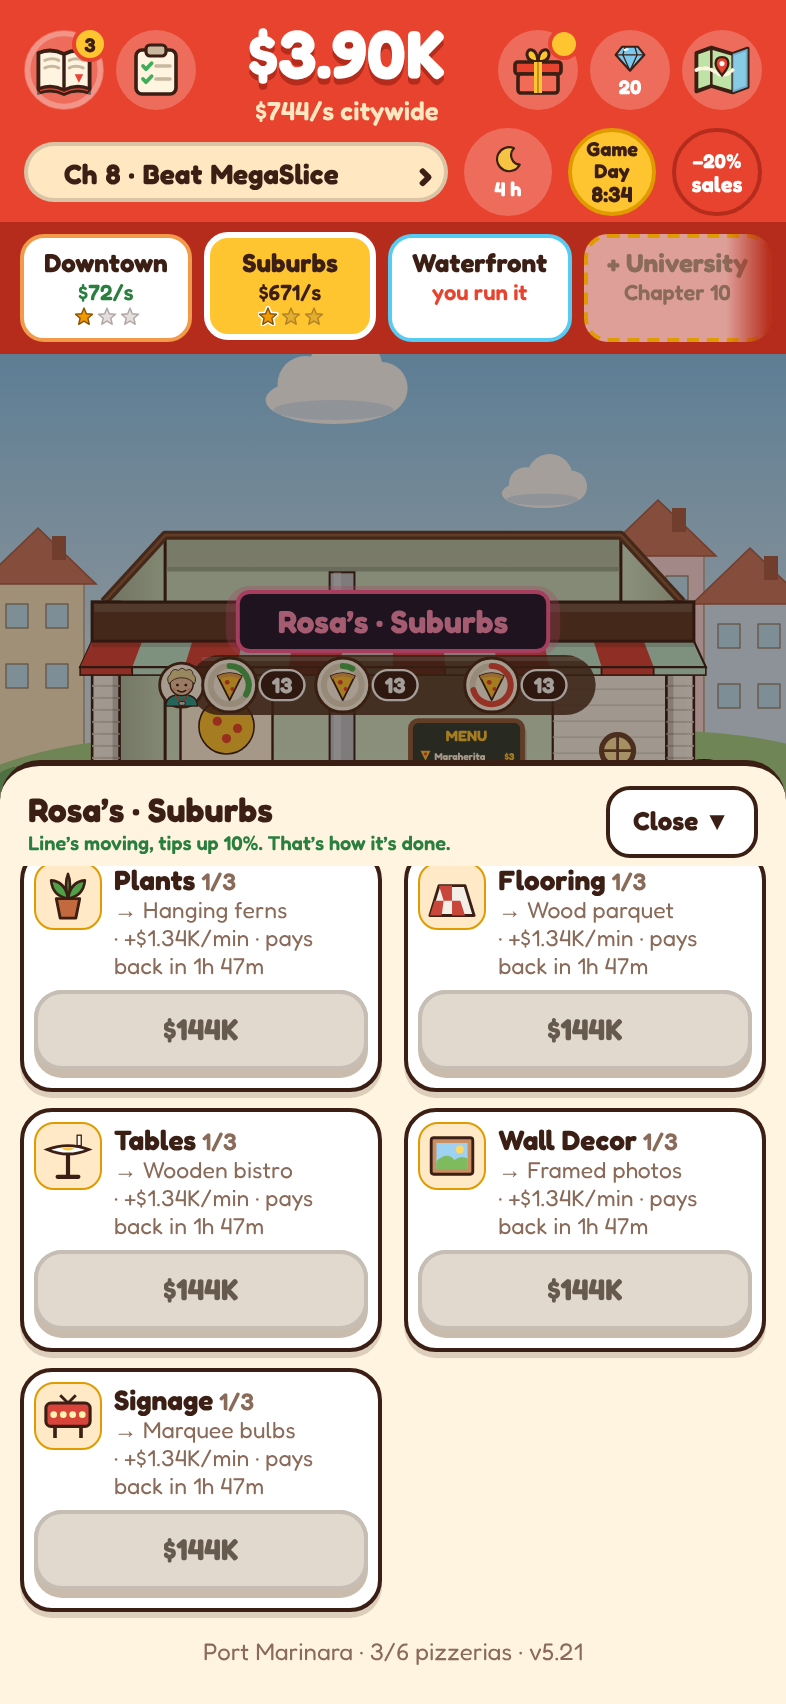 3
$3.90K
$744/s citywide
20
Ch 8 · Beat MegaSlice ›
4 h
Game
Day
8:34
−20%
sales
Downtown
$72/s
Suburbs
$671/s
Waterfront
you run it
+ University
Chapter 10
Rosa's · Suburbs
13
13
13
MENU
Margherita $3
Rosa's · Suburbs
Line's moving, tips up 10%. That's how it's done.
Close ▼
Plants 1/3
→ Hanging ferns
· +$1.34K/min · pays
back in 1h 47m
$144K
Flooring 1/3
→ Wood parquet
· +$1.34K/min · pays
back in 1h 47m
$144K
Tables 1/3
→ Wooden bistro
· +$1.34K/min · pays
back in 1h 47m
$144K
Wall Decor 1/3
→ Framed photos
· +$1.34K/min · pays
back in 1h 47m
$144K
Signage 1/3
→ Marquee bulbs
· +$1.34K/min · pays
back in 1h 47m
$144K
Port Marinara · 3/6 pizzerias · v5.21